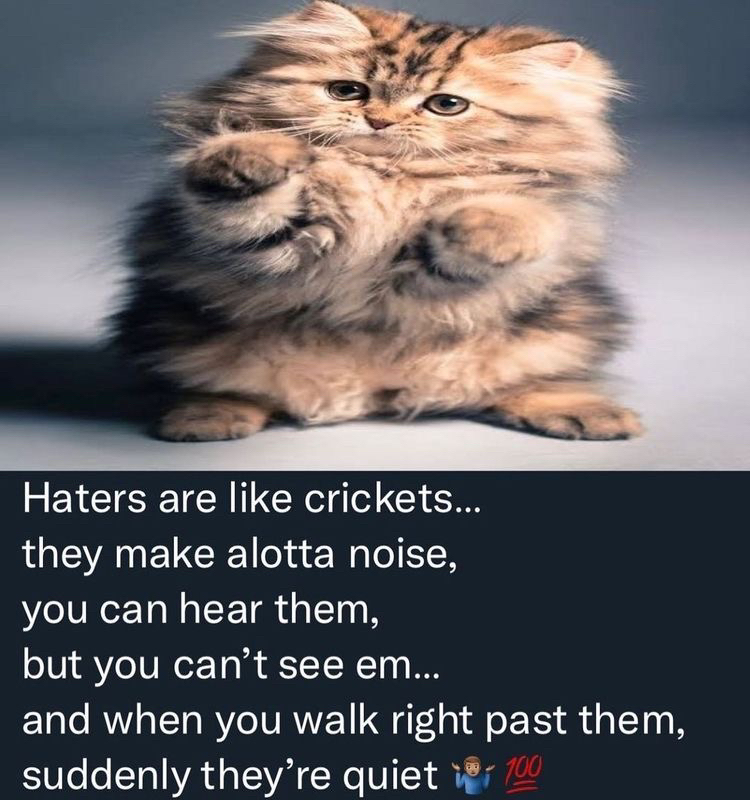 Haters are like crickets...
they make alotta noise,
you can hear them,
but you can’t see em...
and when you walk right past them,
suddenly they’re quiet 🤷🏽‍♂️ 💯